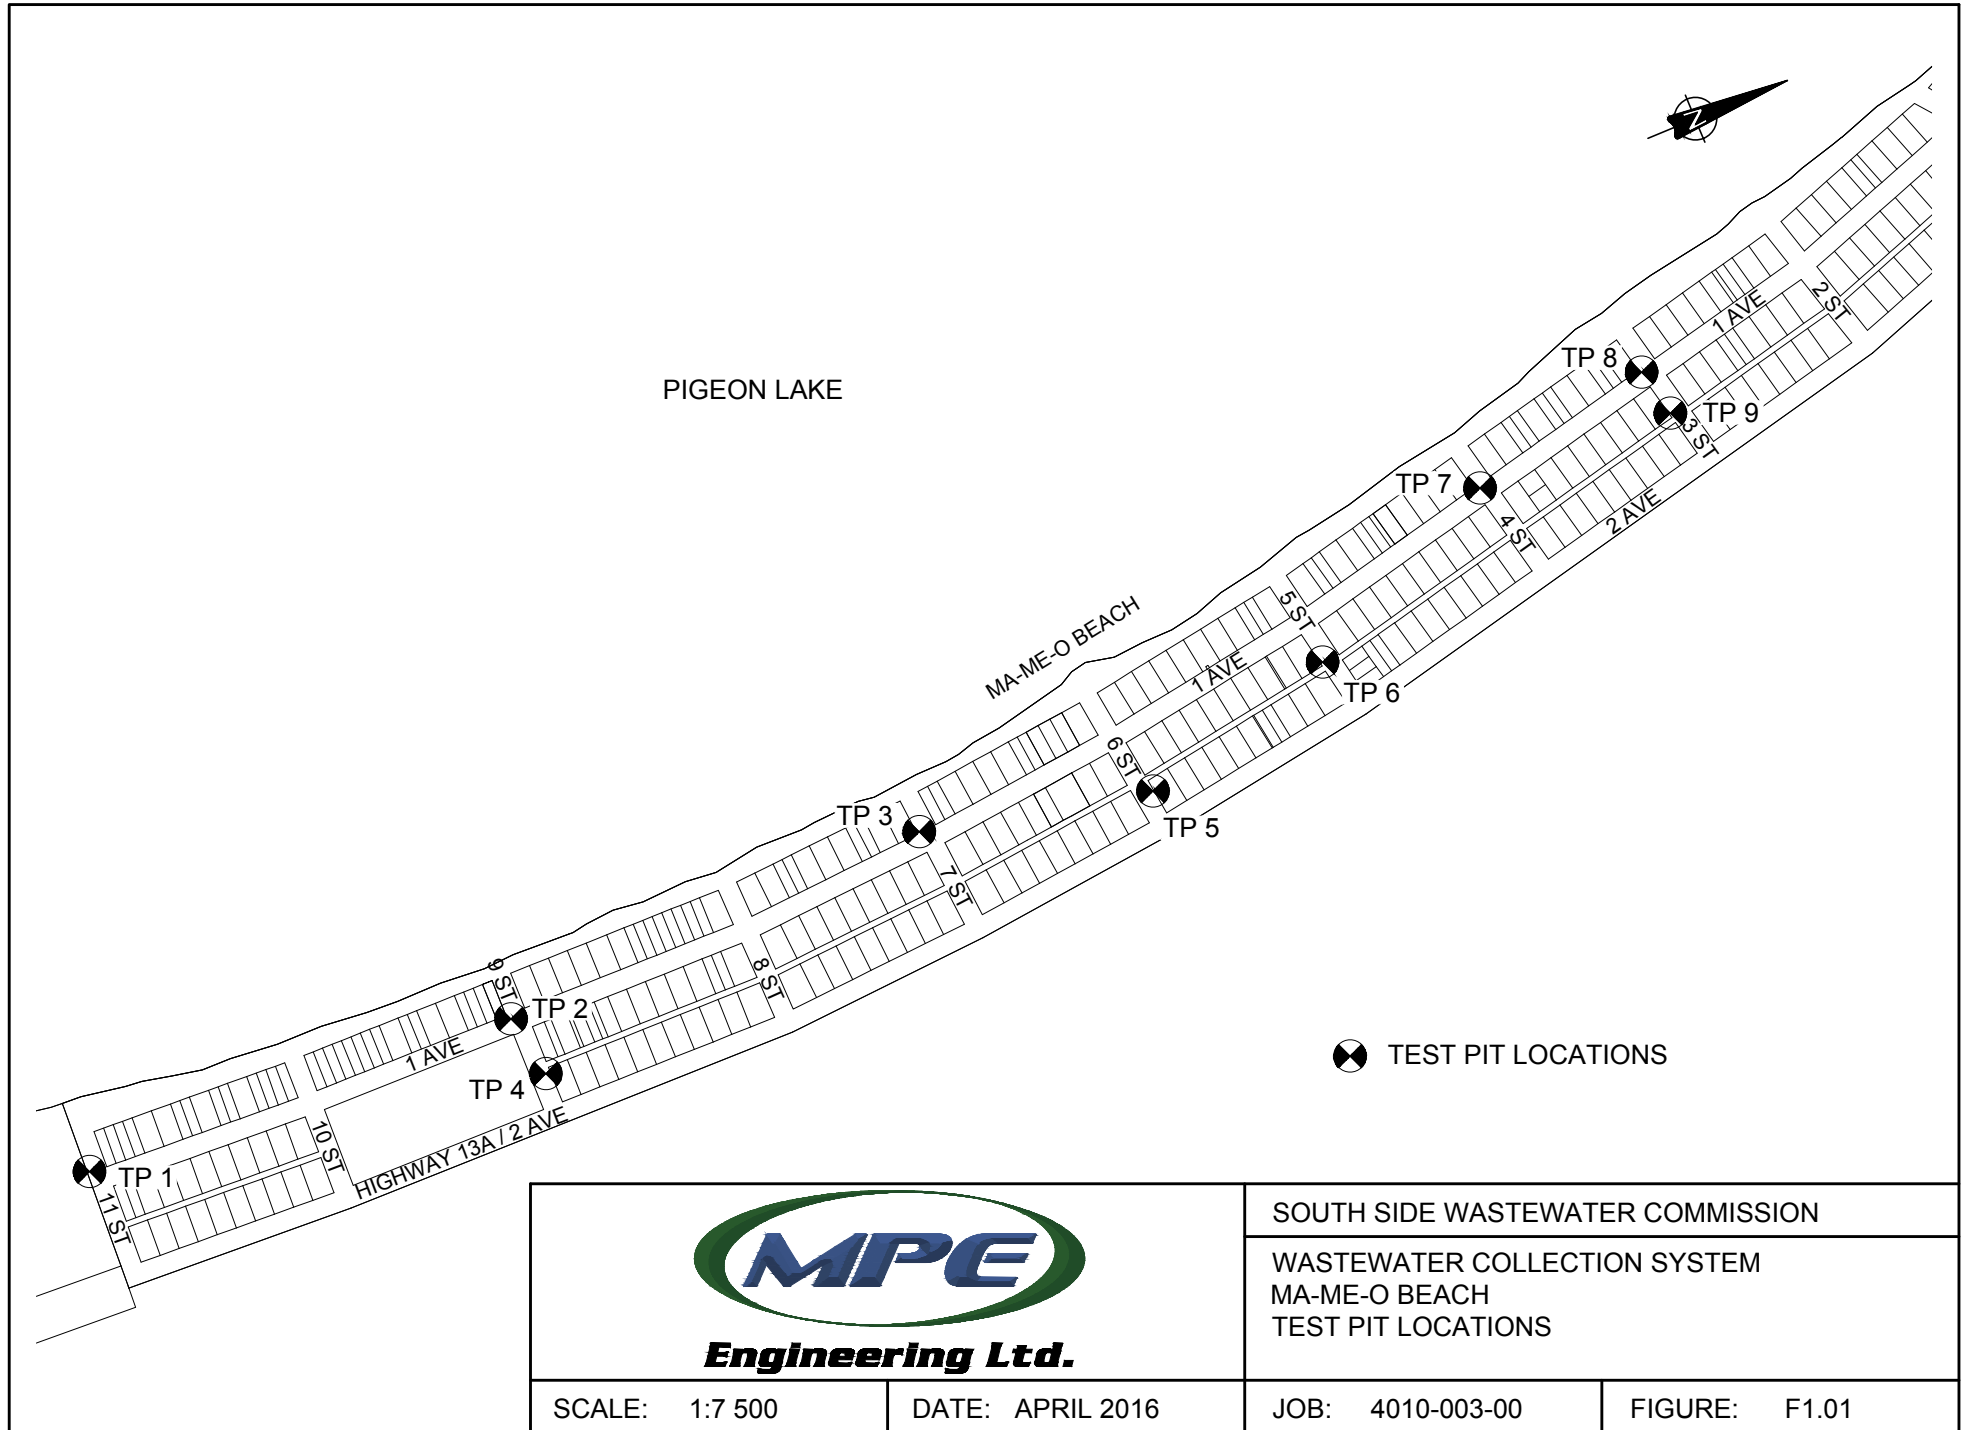 N
2 ST
1 AVE
TP 8
TP 9
3 ST
PIGEON LAKE
TP 7
4 ST
2 AVE
5 ST
MA-ME-O BEACH
1 AVE
TP 6
6 ST
TP 3
TP 5
7 ST
8 ST
9 ST
TP 2
1 AVE
TP 4
TEST PIT LOCATIONS
10 ST
HIGHWAY 13A / 2 AVE
TP 1
11 ST
MPE
Engineering Ltd.
SOUTH SIDE WASTEWATER COMMISSION
WASTEWATER COLLECTION SYSTEM
MA-ME-O BEACH
TEST PIT LOCATIONS
SCALE: 1:7 500
DATE: APRIL 2016
JOB: 4010-003-00
FIGURE: F1.01